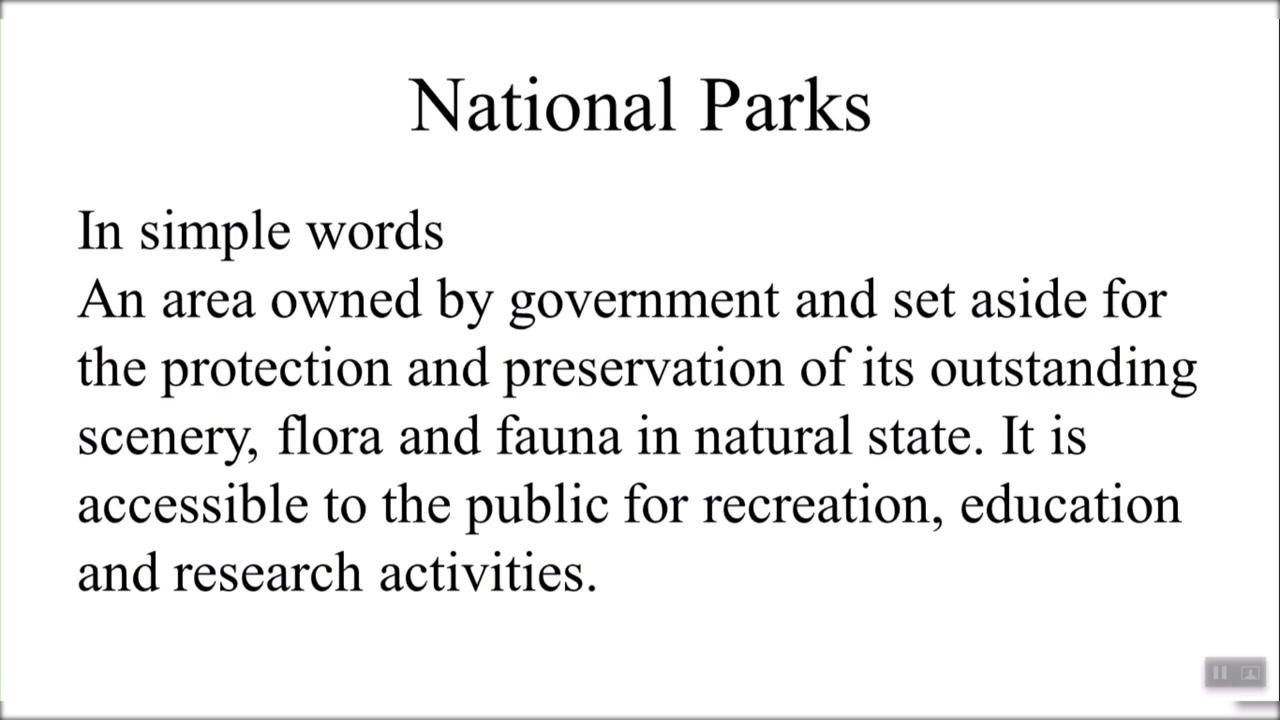 National Parks
In simple words
An area owned by government and set aside for
the protection and preservation of its outstanding
scenery, flora and fauna in natural state. It is
accessible to the public for recreation, education
and research activities.